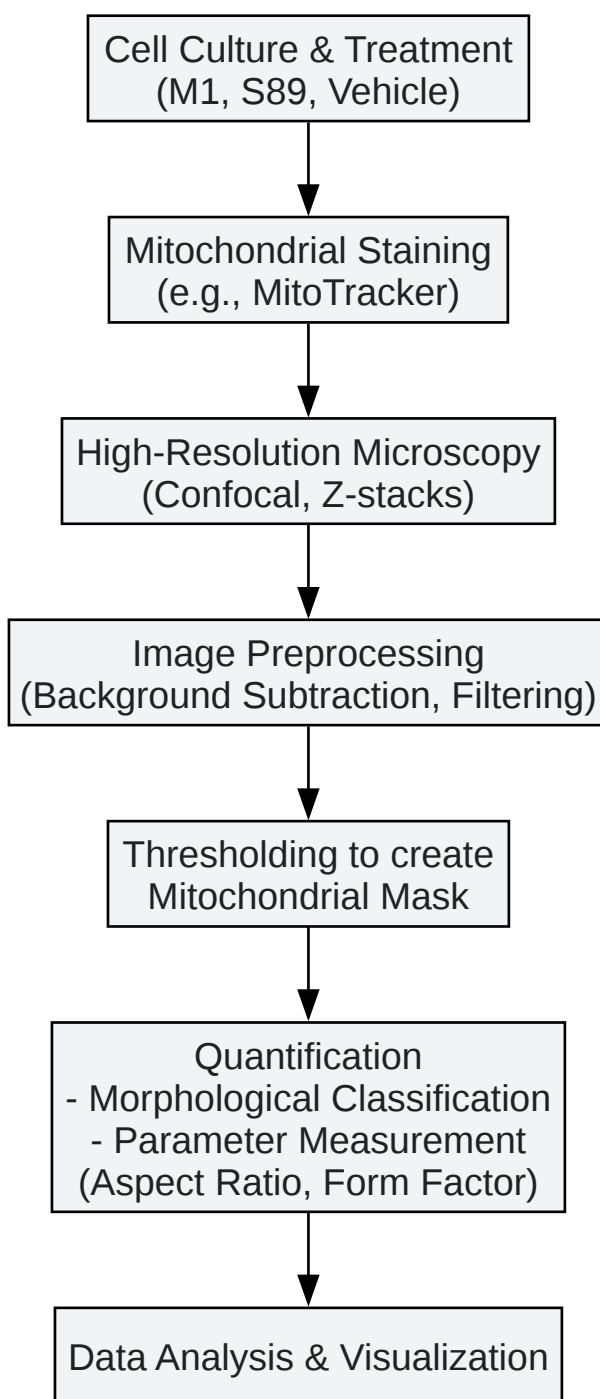 Cell Culture & Treatment
(M1, S89, Vehicle)
Mitochondrial Staining
(e.g., MitoTracker)
High-Resolution Microscopy
(Confocal, Z-stacks)
Image Preprocessing
(Background Subtraction, Filtering)
Thresholding to create
Mitochondrial Mask
Quantification
- Morphological Classification
- Parameter Measurement
(Aspect Ratio, Form Factor)
Data Analysis & Visualization